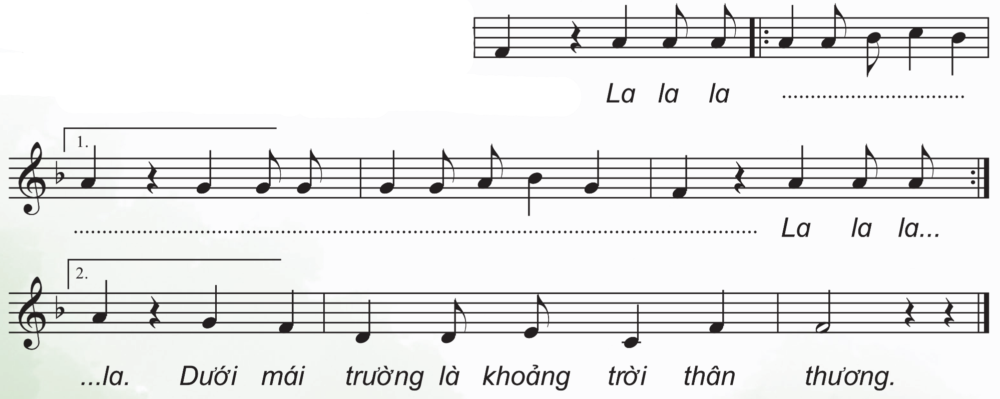 La la la ................................
1.
................................................................................................................ La la la...
2.
...la. Dưới mái trường là khoảng trời thân thương.